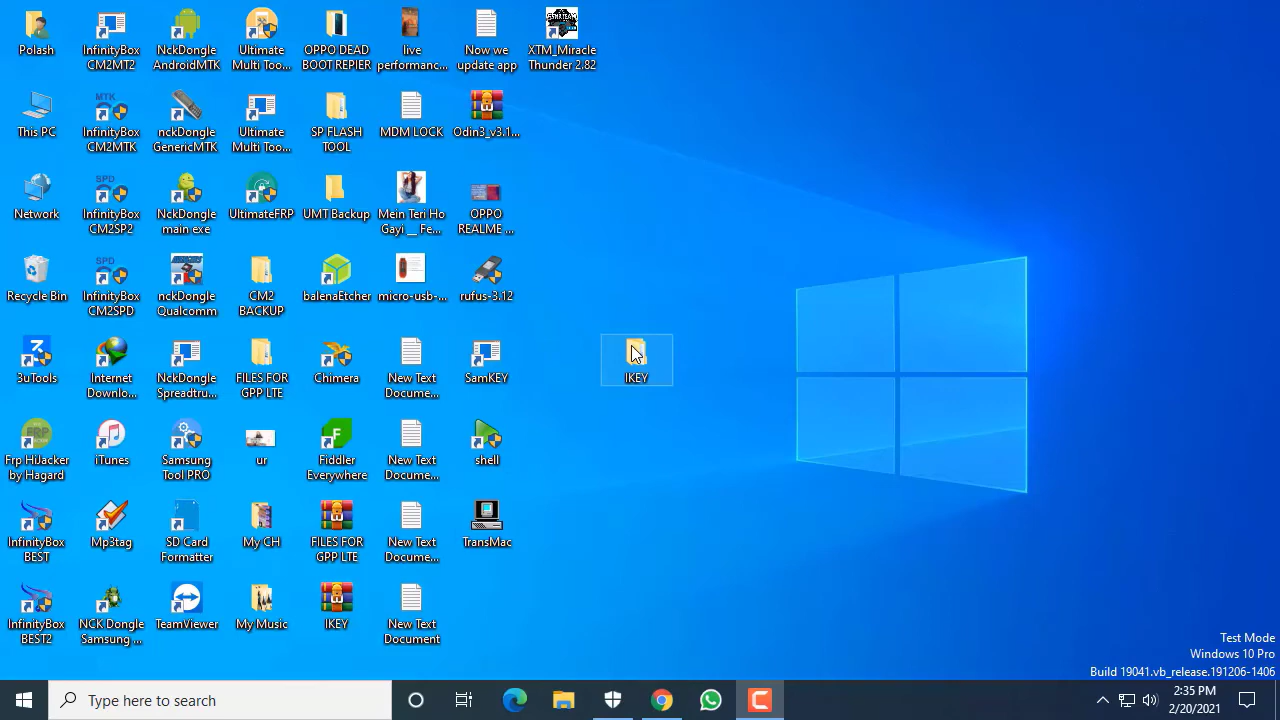 Polash
InfinityBox
CM2MT2
NckDongle
AndroidMTK
Ultimate
Multi Too...
OPPO DEAD
BOOT REPIER
live
performanc...
Now we
update app
XTM_Miracle
Thunder 2.82
This PC
MTK
InfinityBox
CM2MTK
nckDongle
GenericMTK
Ultimate
Multi Too...
SP FLASH
TOOL
MDM LOCK
Odin3_v3.1...
Network
SPD
InfinityBox
CM2SP2
NckDongle
main exe
UltimateFRP
UMT Backup
Mein Teri Ho
Gayi __ Fe...
OPPO
REALME ...
Recycle Bin
SPD
InfinityBox
CM2SPD
nckDongle
Qualcomm
CM2
BACKUP
balenaEtcher
micro-usb-...
rufus-3.12
3uTools
Internet
Downlo...
NckDongle
Spreadtru...
FILES FOR
GPP LTE
Chimera
New Text
Docume...
SamKEY
IKEY
FRP
Frp HiJacker
by Hagard
iTunes
Samsung
Tool PRO
ur
Fiddler
Everywhere
New Text
Docume...
shell
InfinityBox
BEST
Mp3tag
SD Card
Formatter
My CH
FILES FOR
GPP LTE
New Text
Docume...
TransMac
InfinityBox
BEST2
NCK Dongle
Samsung ...
TeamViewer
My Music
IKEY
New Text
Document
Test Mode
Windows 10 Pro
Build 19041.vb_release.191206-1406
Type here to search
2:35 PM
2/20/2021